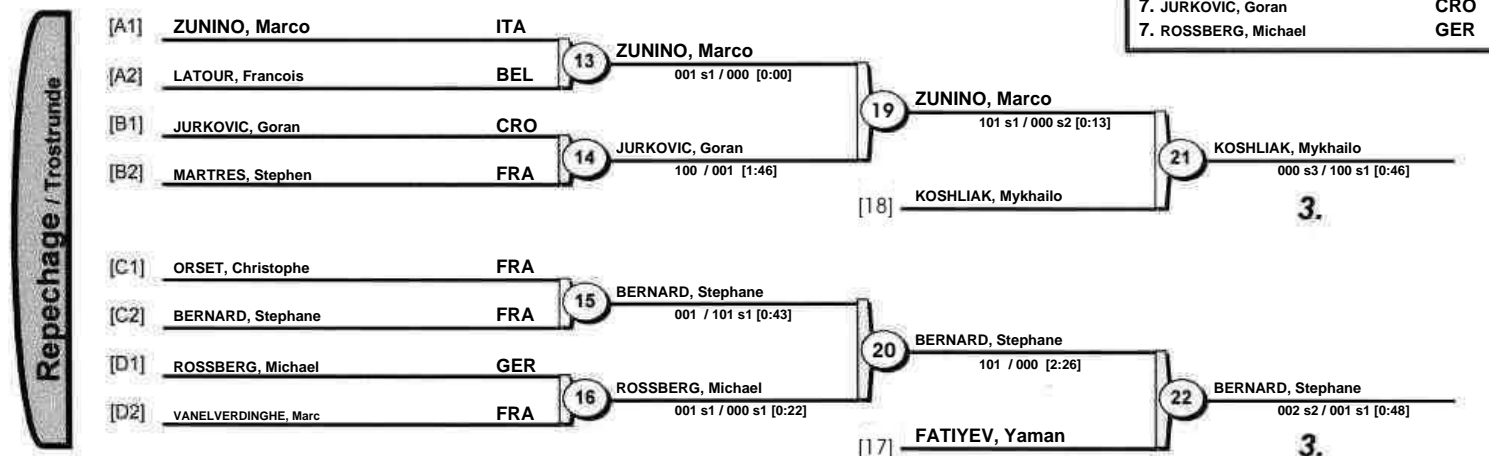 7. JURKOVIC, Goran CRO
7. ROSSBERG, Michael GER
Repechage / Trostrunde
[A1] ZUNINO, Marco ITA
13 ZUNINO, Marco
[A2] LATOUR, Francois BEL
001 s1 / 000 [0:00]
19 ZUNINO, Marco
101 s1 / 000 s2 [0:13]
[B1] JURKOVIC, Goran CRO
14 JURKOVIC, Goran
[B2] MARTRES, Stephen FRA
100 / 001 [1:46]
21 KOSHLIAK, Mykhailo
000 s3 / 100 s1 [0:46]
[18] KOSHLIAK, Mykhailo
3.
[C1] ORSET, Christophe FRA
15 BERNARD, Stephane
[C2] BERNARD, Stephane FRA
001 / 101 s1 [0:43]
20 BERNARD, Stephane
101 / 000 [2:26]
[D1] ROSSBERG, Michael GER
16 ROSSBERG, Michael
[D2] VANELVERDINGHE, Marc FRA
001 s1 / 000 s1 [0:22]
22 BERNARD, Stephane
002 s2 / 001 s1 [0:48]
[17] FATIYEV, Yaman
3.